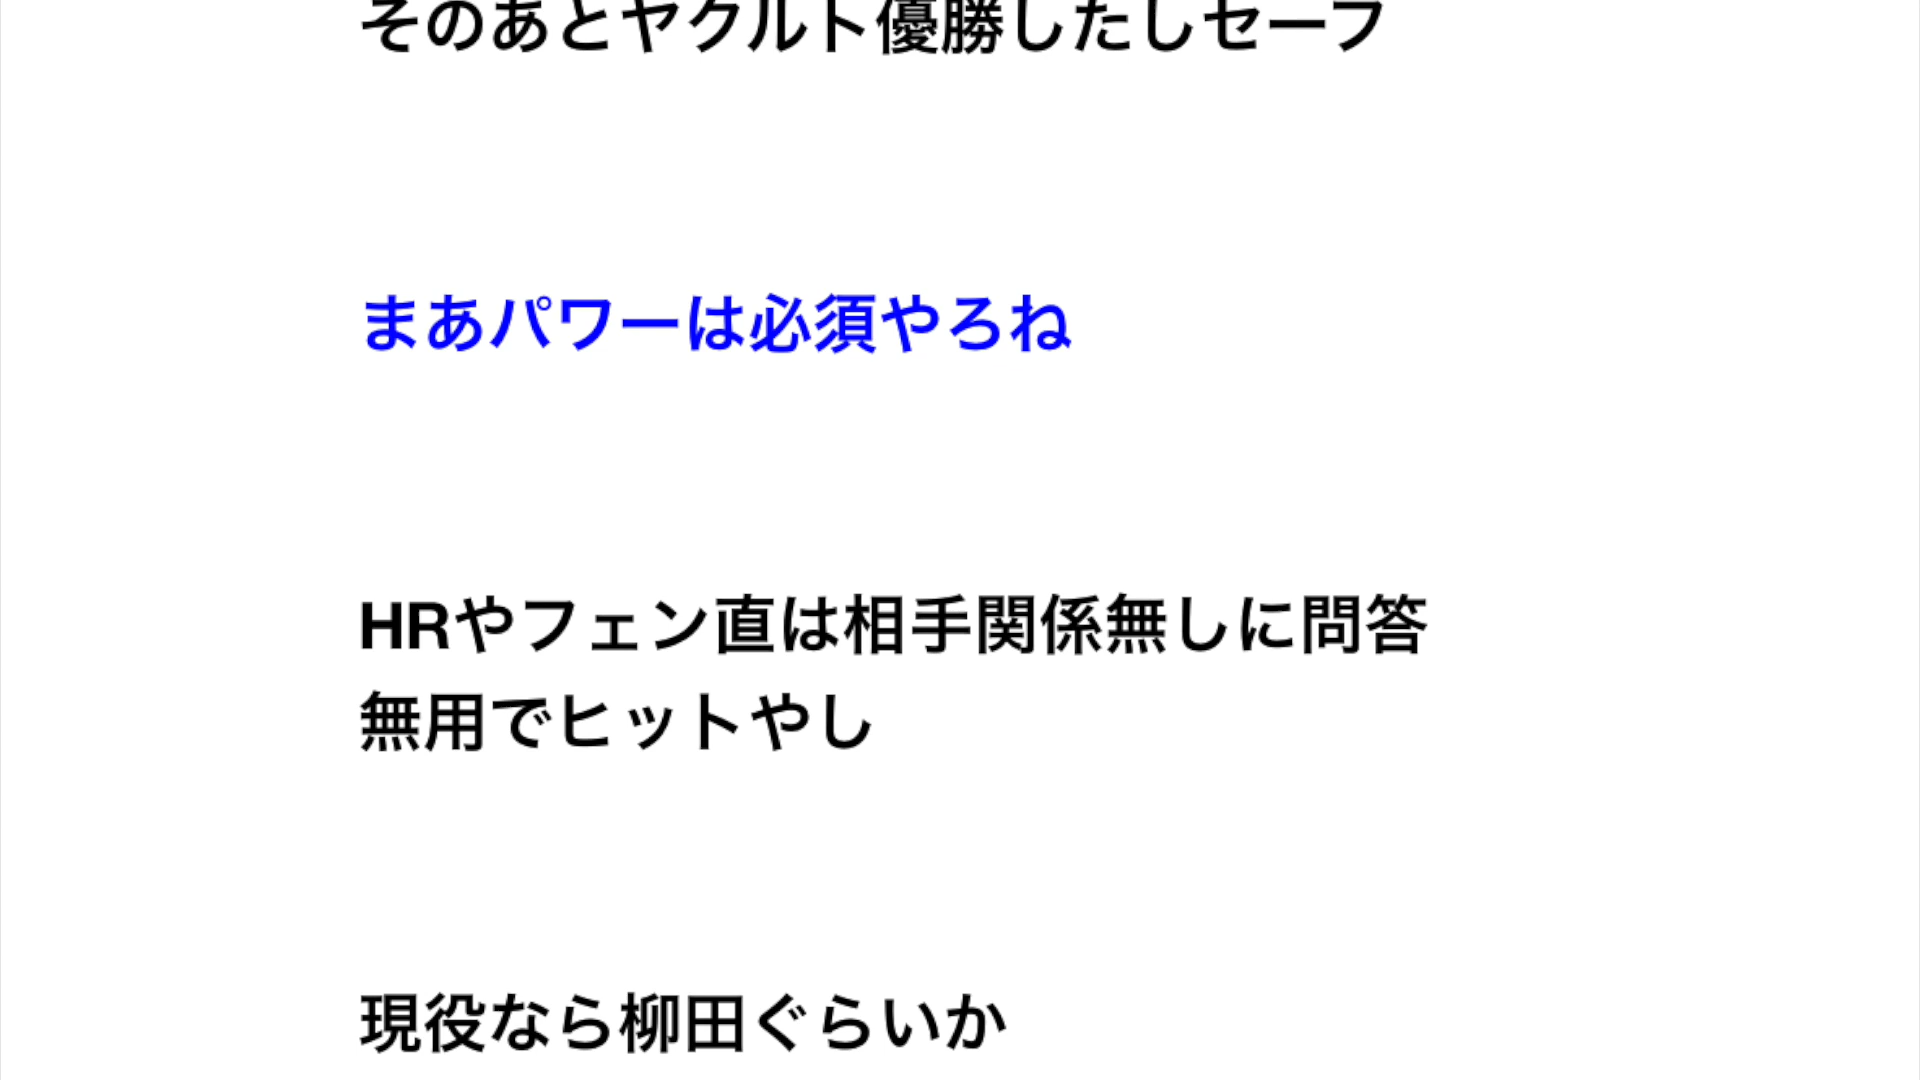 そのあとヤクルト優勝したしセーフ
まあパワーは必須やろね
HRやフェン直は相手関係無しに問答
無用でヒットやし
現役なら柳田ぐらいか